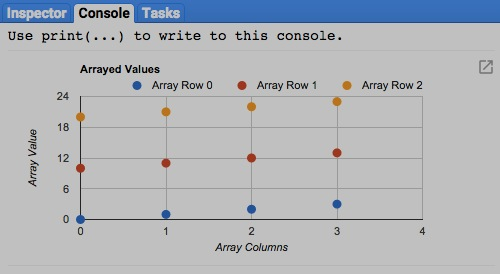 Inspector Console Tasks
Use print(...) to write to this console.
Arrayed Values
Array Row 0 Array Row 1 Array Row 2
24
18
12
6
0
Array Value
0 1 2 3 4
Array Columns